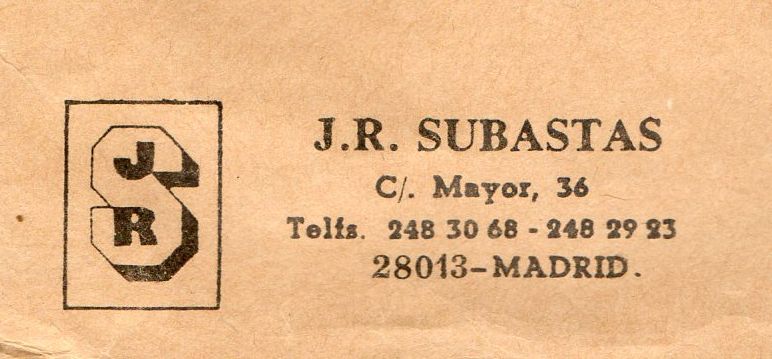 J
R
S
J.R. SUBASTAS
C/. Mayor, 36
Telfs. 248 30 68 - 248 29 23
28013-MADRID.